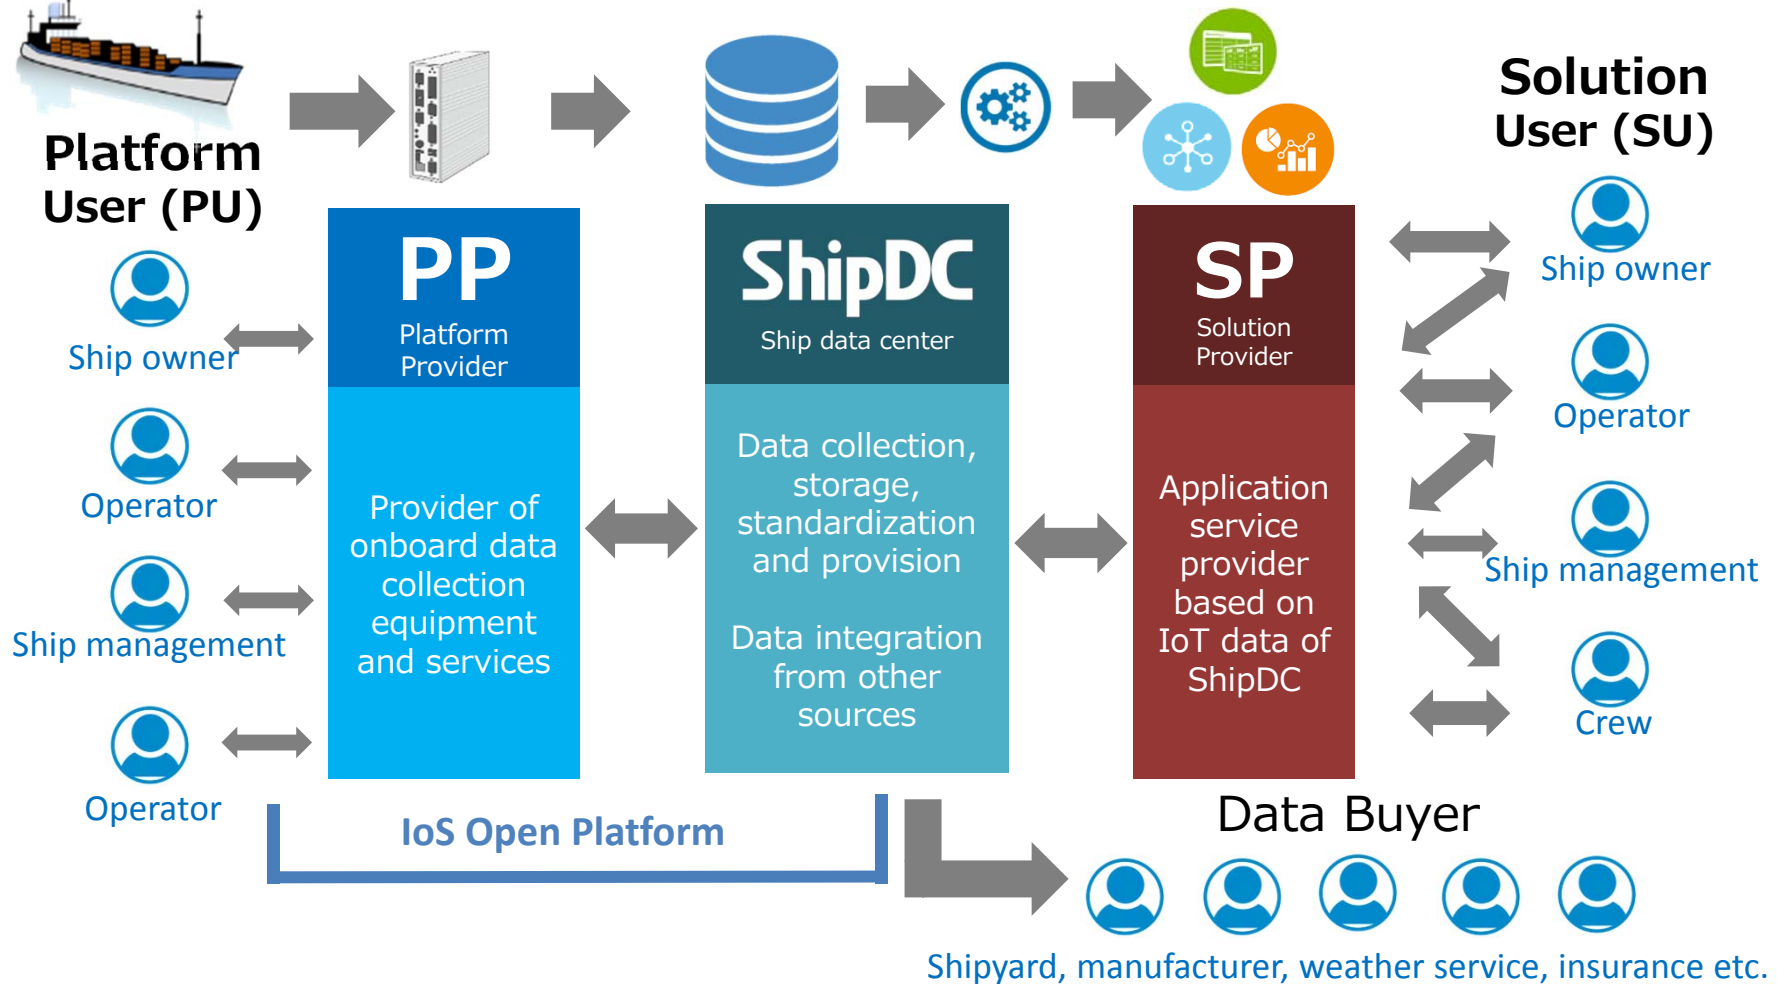 Platform
User (PU)
Ship owner
Operator
Ship management
Operator
PP
Platform
Provider
Provider of
onboard data
collection
equipment
and services
ShipDC
Ship data center
Data collection,
storage,
standardization
and provision
Data integration
from other
sources
SP
Solution
Provider
Application
service
provider
based on
IoT data of
ShipDC
Solution
User (SU)
Ship owner
Operator
Ship management
Crew
IoS Open Platform
Data Buyer
Shipyard, manufacturer, weather service, insurance etc.